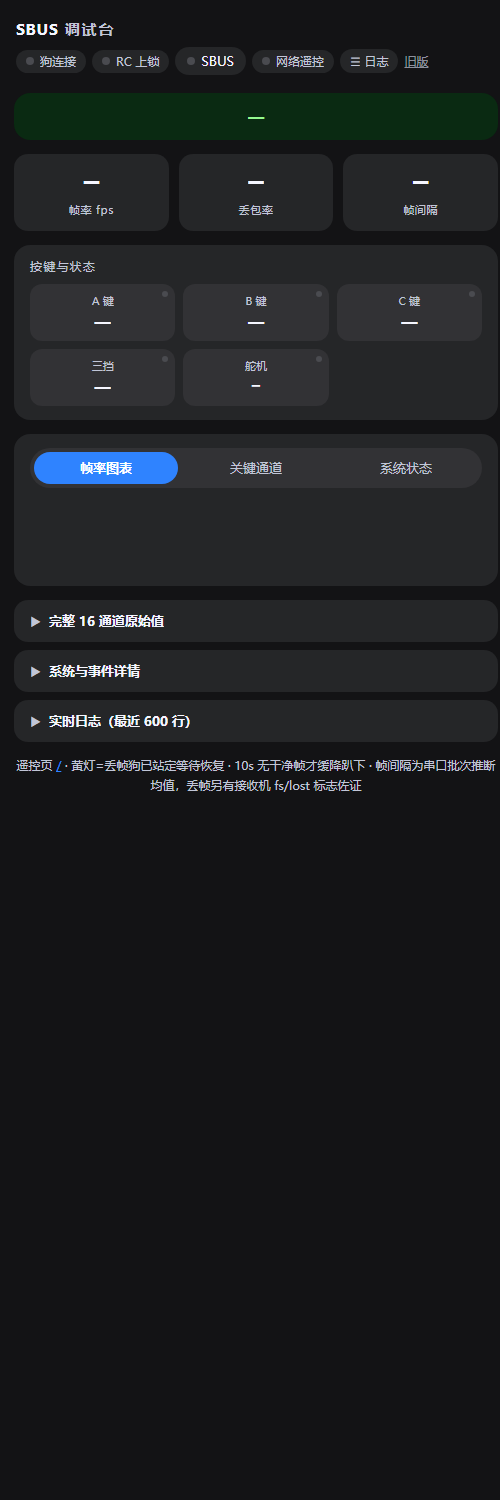 SBUS 调试台
狗连接 RC 上锁 SBUS 网络遥控 ☰ 日志 旧版
—
— — —
帧率 fps 丢包率 帧间隔
按键与状态
A 键 B 键 C 键
— — —
三挡 舵机
— –
帧率图表 关键通道 系统状态
▶ 完整 16 通道原始值
▶ 系统与事件详情
▶ 实时日志（最近 600 行）
遥控页 / · 黄灯=丢帧狗已站定等待恢复 · 10s 无干净帧才缓降趴下 · 帧间隔为串口批次推断
均值，丢帧另有接收机 fs/lost 标志佐证